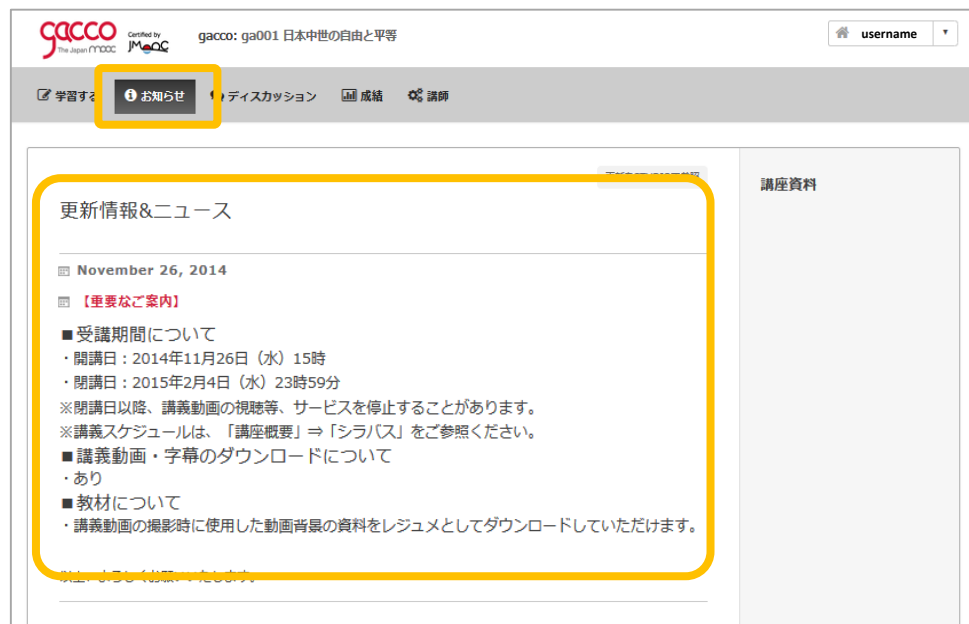 gacco
The Japan MOOC
Certified by
JMOOC
gacco: ga001 日本中世の自由と平等
username
学習する
お知らせ
ディスカッション
成績
講師
更新情報&ニュース
講座資料
November 26, 2014
【重要なご案内】
■受講期間について
・開講日：2014年11月26日（水）15時
・閉講日：2015年2月4日（水）23時59分
※閉講日以降、講義動画の視聴等、サービスを停止することがあります。
※講義スケジュールは、「講座概要」⇒「シラバス」をご参照ください。
■講義動画・字幕のダウンロードについて
・あり
■教材について
・講義動画の撮影時に使用した動画背景の資料をレジュメとしてダウンロードしていただけます。